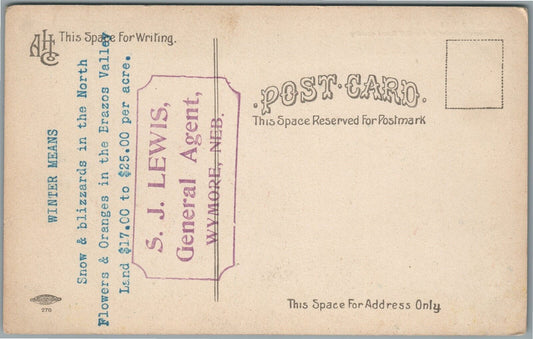 AHC
This Space For Writing.
POST-CARD.
This Space Reserved For Postmark
WINTER MEANS
Snow & blizzards in the North
Flowers & Oranges in the Brazos Valley
Land $17.00 to $25.00 per acre.
S. J. LEWIS,
General Agent,
WYMORE, NEB.
This Space For Address Only.
270